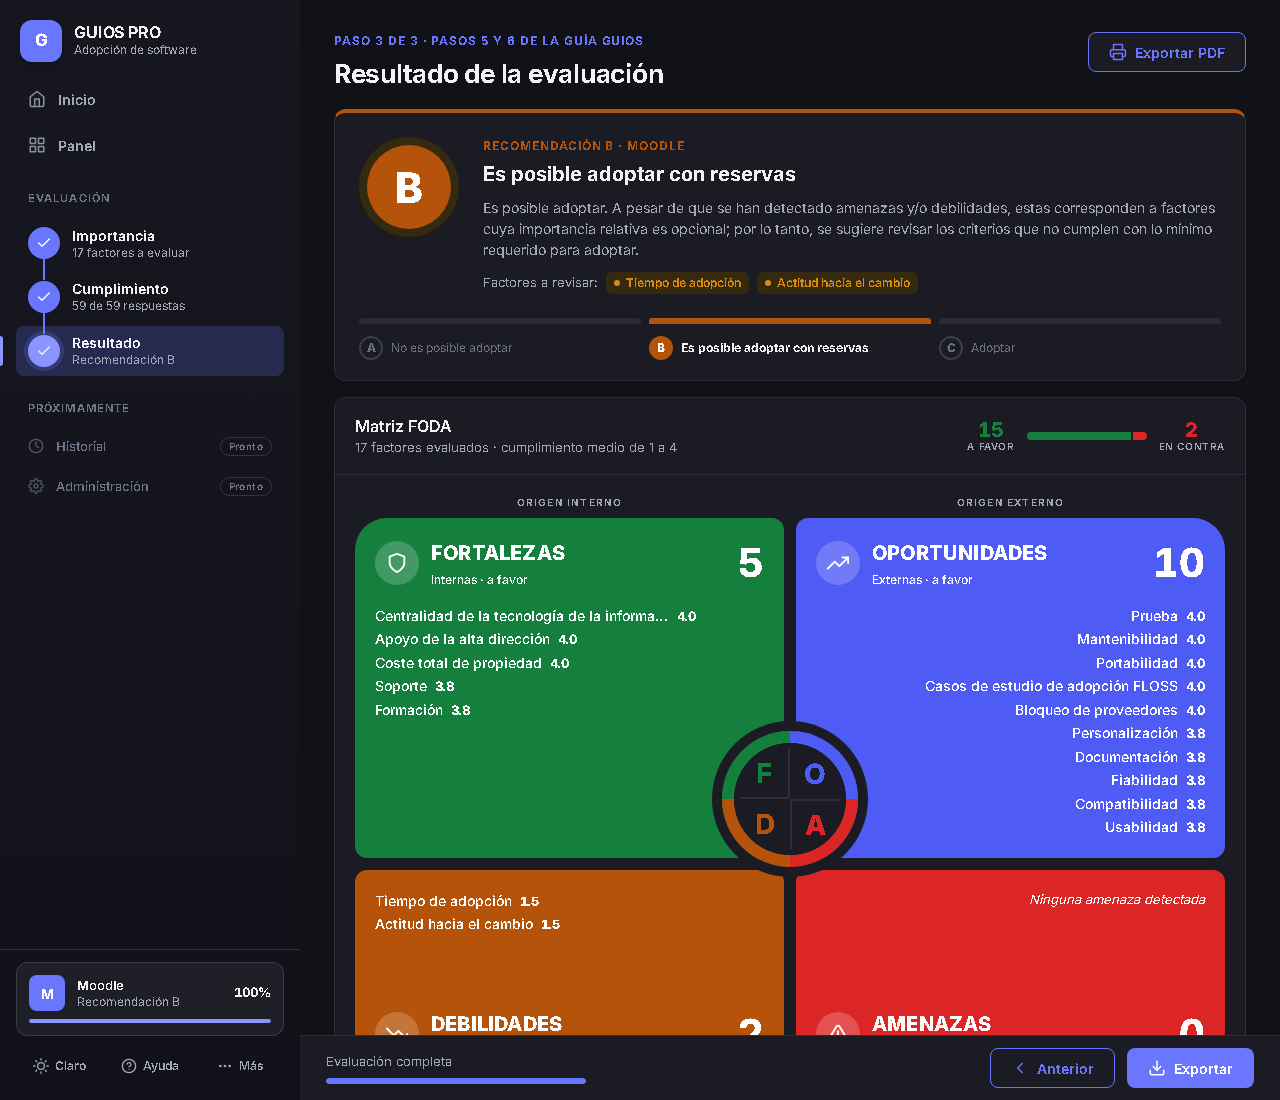 G
GUIOS PRO
Adopción de software
Inicio
Panel
EVALUACIÓN
Importancia
17 factores a evaluar
Cumplimiento
59 de 59 respuestas
Resultado
Recomendación B
PRÓXIMAMENTE
Historial
Pronto
Administración
Pronto
M
Moodle
Recomendación B
100%
Claro
Ayuda
Más
PASO 3 DE 3 · PASOS 5 Y 6 DE LA GUÍA GUIOS
Resultado de la evaluación
Exportar PDF
B
RECOMENDACIÓN B · MOODLE
Es posible adoptar con reservas
Es posible adoptar. A pesar de que se han detectado amenazas y/o debilidades, estas corresponden a factores
cuya importancia relativa es opcional; por lo tanto, se sugiere revisar los criterios que no cumplen con lo mínimo
requerido para adoptar.
Factores a revisar:
Tiempo de adopción
Actitud hacia el cambio
A No es posible adoptar
B Es posible adoptar con reservas
C Adoptar
Matriz FODA
17 factores evaluados · cumplimiento medio de 1 a 4
15
A FAVOR
2
EN CONTRA
ORIGEN INTERNO
ORIGEN EXTERNO
FORTALEZAS
Internas · a favor
5
Centralidad de la tecnología de la informa... 4.0
Apoyo de la alta dirección 4.0
Coste total de propiedad 4.0
Soporte 3.8
Formación 3.8
OPORTUNIDADES
Externas · a favor
10
Prueba 4.0
Mantenibilidad 4.0
Portabilidad 4.0
Casos de estudio de adopción FLOSS 4.0
Bloqueo de proveedores 4.0
Personalización 3.8
Documentación 3.8
Fiabilidad 3.8
Compatibilidad 3.8
Usabilidad 3.8
F O
D A
Tiempo de adopción 1.5
Actitud hacia el cambio 1.5
DEBILIDADES
2
Ninguna amenaza detectada
AMENAZAS
0
Evaluación completa
Anterior
Exportar